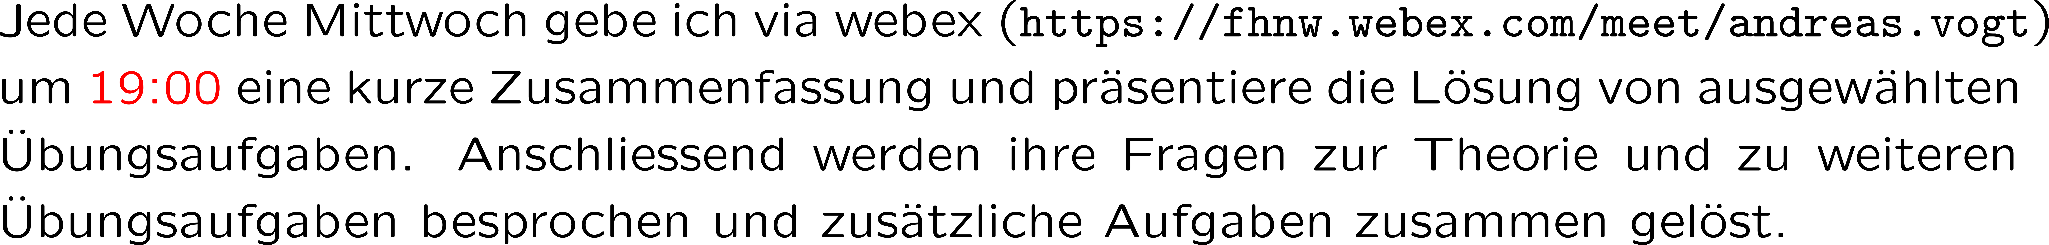 Jede Woche Mittwoch gebe ich via webex (https://fhnw.webex.com/meet/andreas.vogt)
um 19:00 eine kurze Zusammenfassung und präsentiere die Lösung von ausgewählten
Übungsaufgaben. Anschliessend werden ihre Fragen zur Theorie und zu weiteren
Übungsaufgaben besprochen und zusätzliche Aufgaben zusammen gelöst.